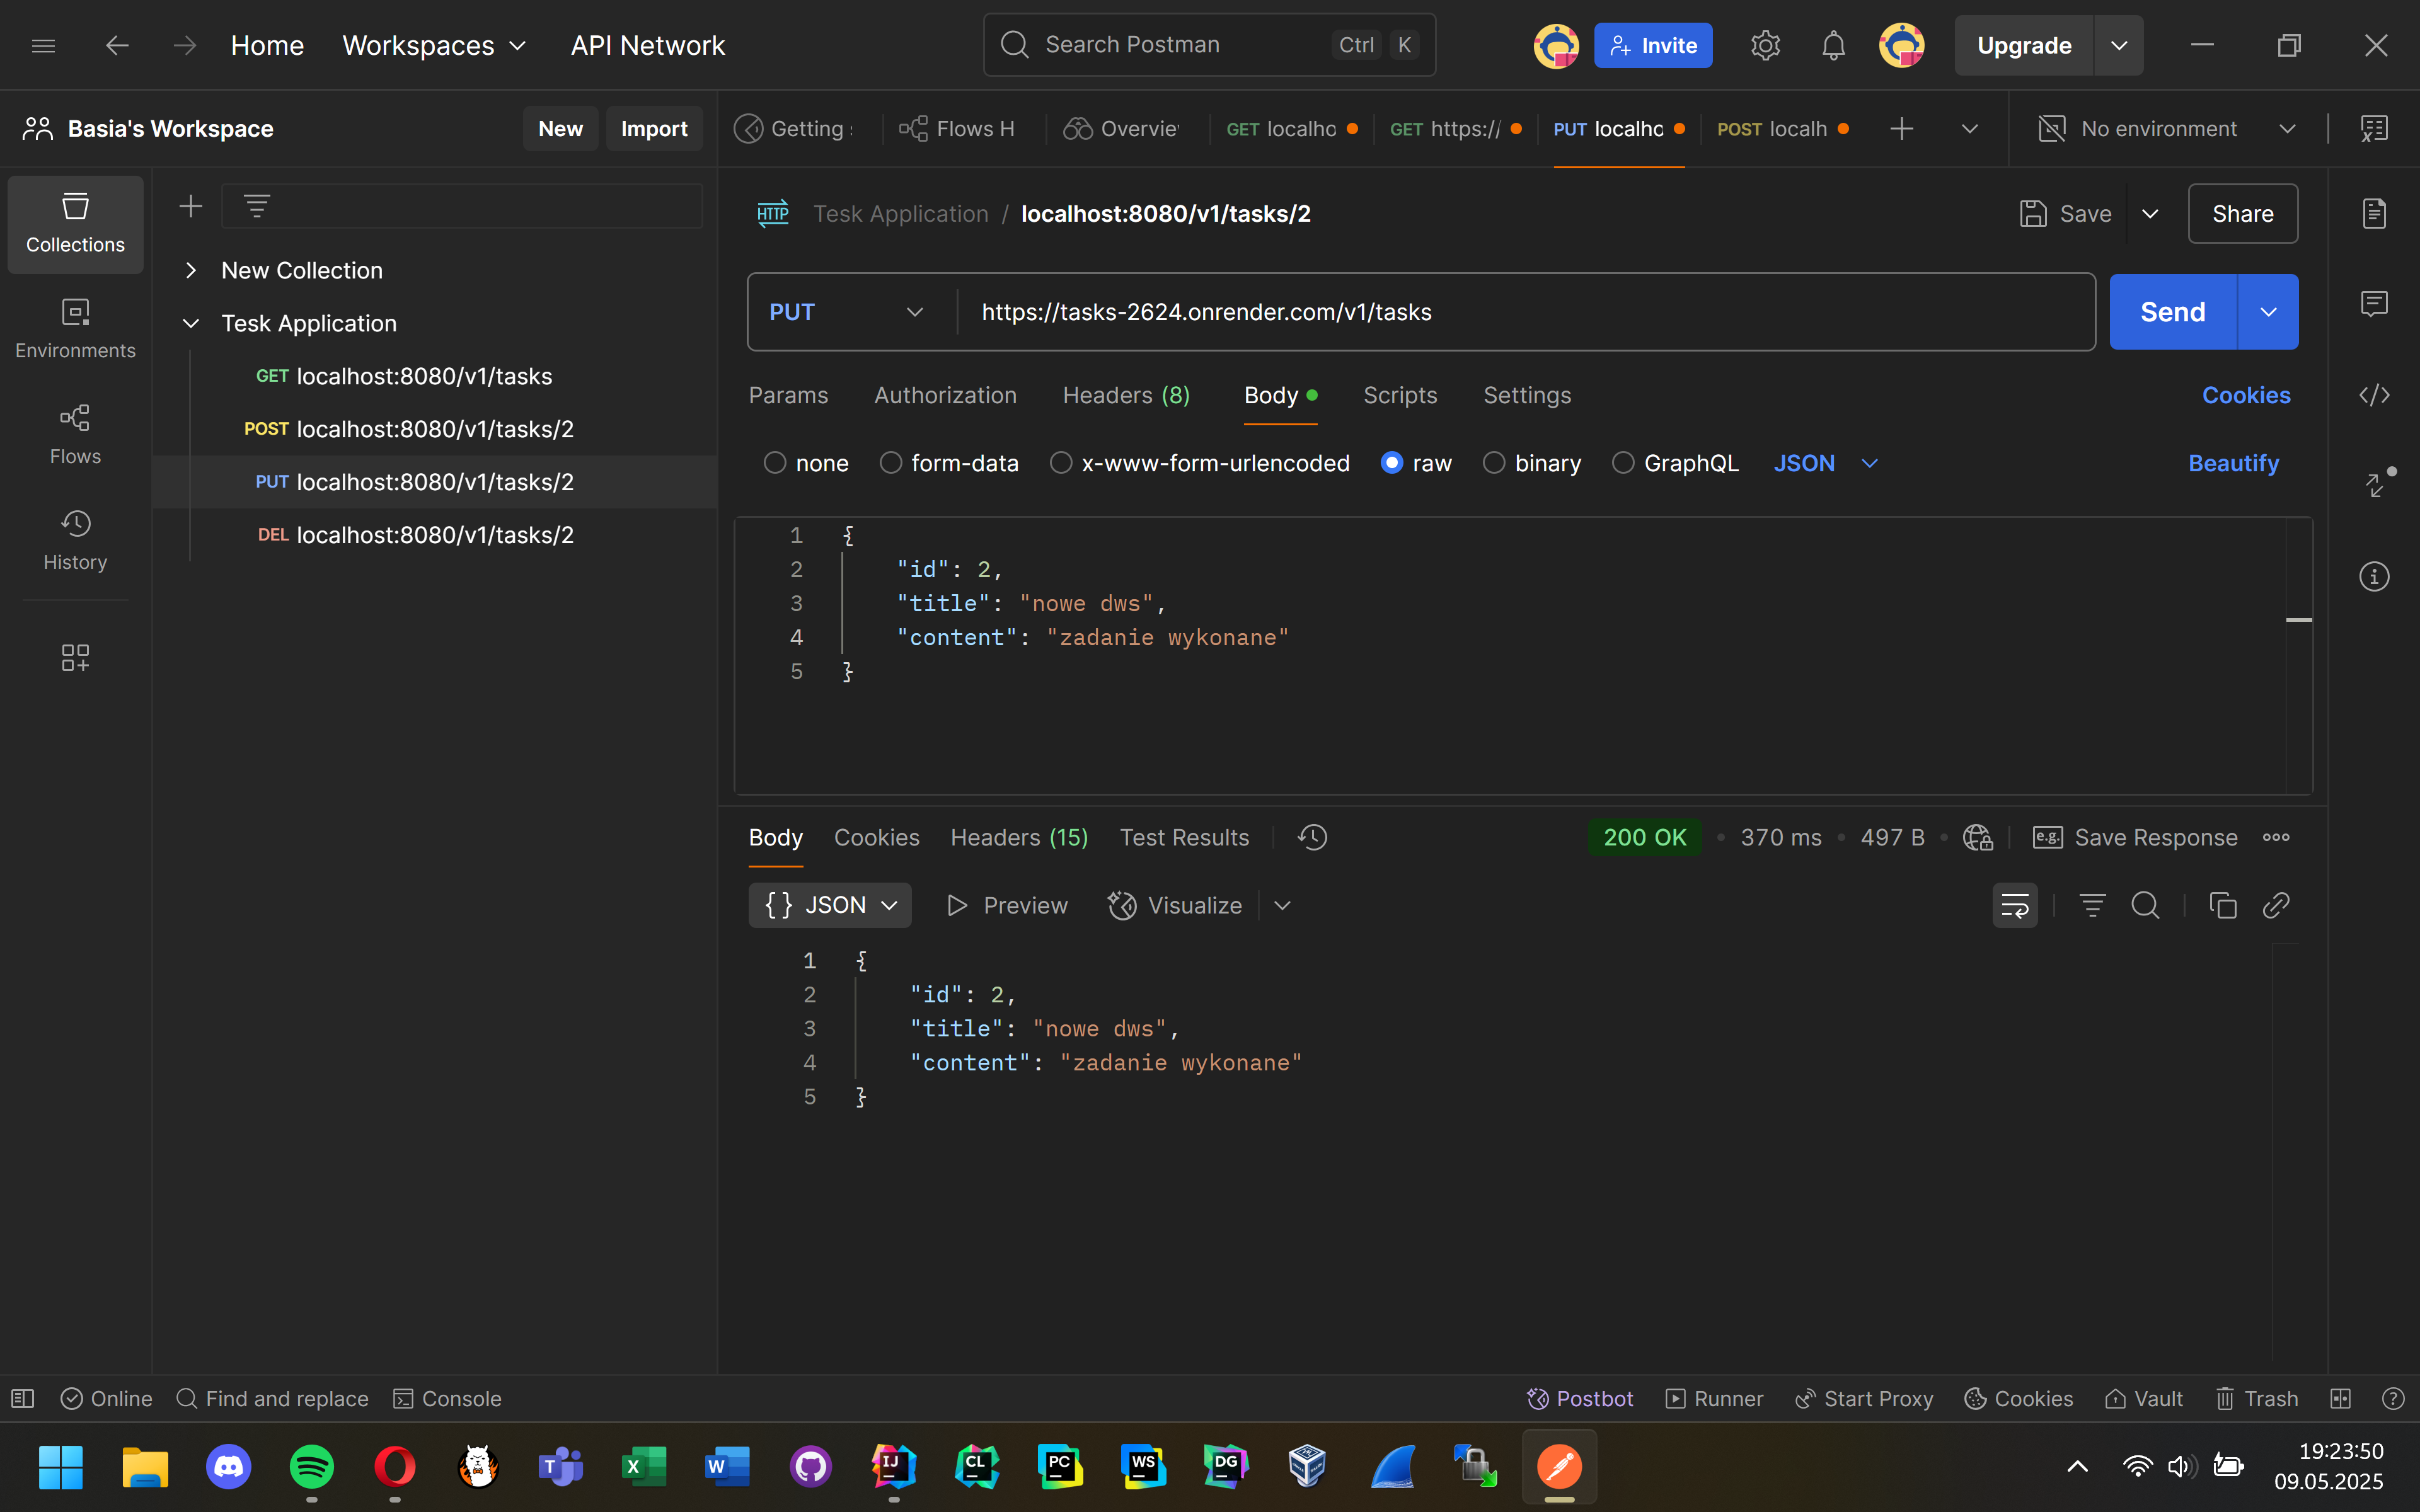 Home Workspaces API Network Search Postman Ctrl K Invite Upgrade
Basia's Workspace New Import Getting Flows H Overvie GET localho GET https:// PUT localho POST localh No environment
Collections
Environments
Flows
History
New Collection
Tesk Application
GET localhost:8080/v1/tasks
POST localhost:8080/v1/tasks/2
PUT localhost:8080/v1/tasks/2
DEL localhost:8080/v1/tasks/2
HTTP Tesk Application / localhost:8080/v1/tasks/2 Save Share
PUT https://tasks-2624.onrender.com/v1/tasks Send
Params Authorization Headers (8) Body Scripts Settings Cookies
none form-data x-www-form-urlencoded raw binary GraphQL JSON Beautify
1 {
2 "id": 2,
3 "title": "nowe dws",
4 "content": "zadanie wykonane"
5 }
Body Cookies Headers (15) Test Results 200 OK 370 ms 497 B e.g. Save Response
{} JSON Preview Visualize
1 {
2 "id": 2,
3 "title": "nowe dws",
4 "content": "zadanie wykonane"
5 }
Online Find and replace Console Postbot Runner Start Proxy Cookies Vault Trash
T X W IJ CL PC WS DG
19:23:50
09.05.2025